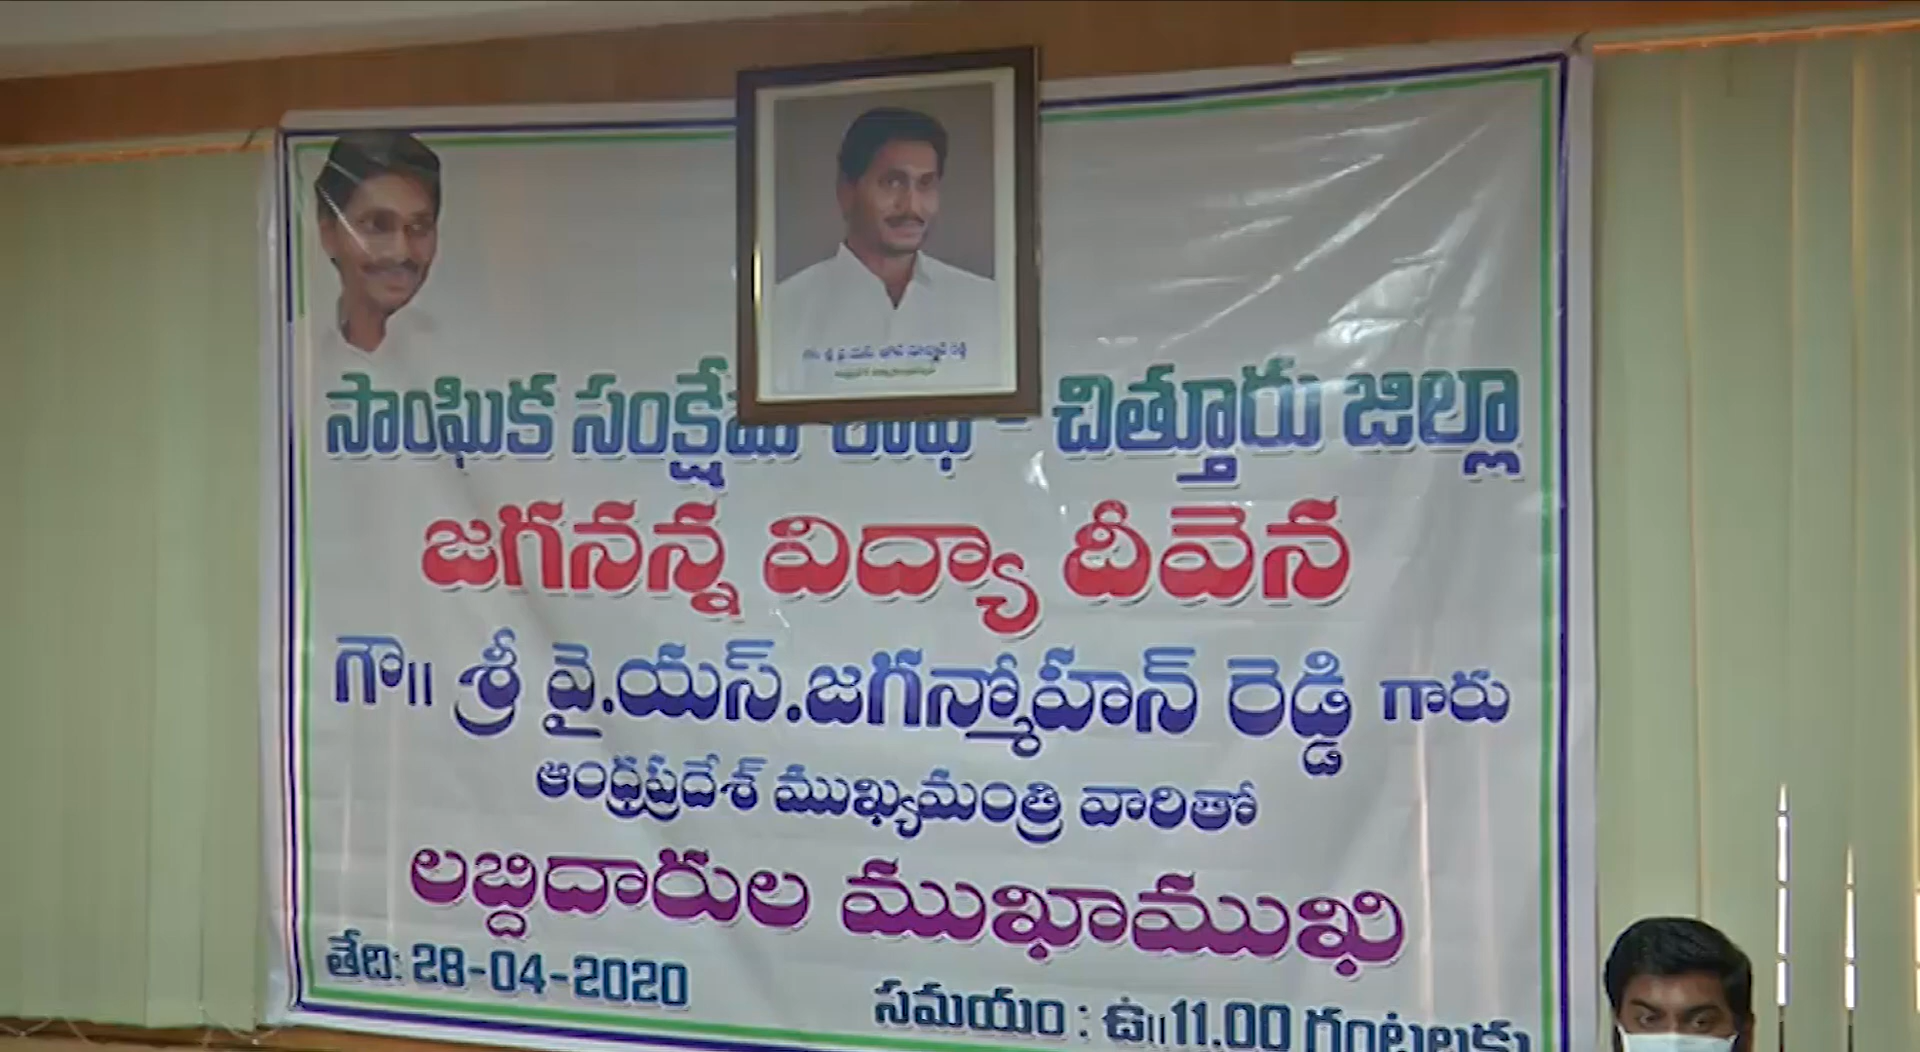 సాంఘిక సంక్షేమ శాఖ - చిత్తూరు జిల్లా
జగనన్న విద్యా దీవెన
గౌ॥ శ్రీ వై.యస్.జగన్మోహన్ రెడ్డి గారు
ఆంధ్రప్రదేశ్ ముఖ్యమంత్రి వారితో
లబ్దిదారుల ముఖాముఖి
తేది: 28-04-2020
సమయం : ఉ॥11.00 గంటలకు